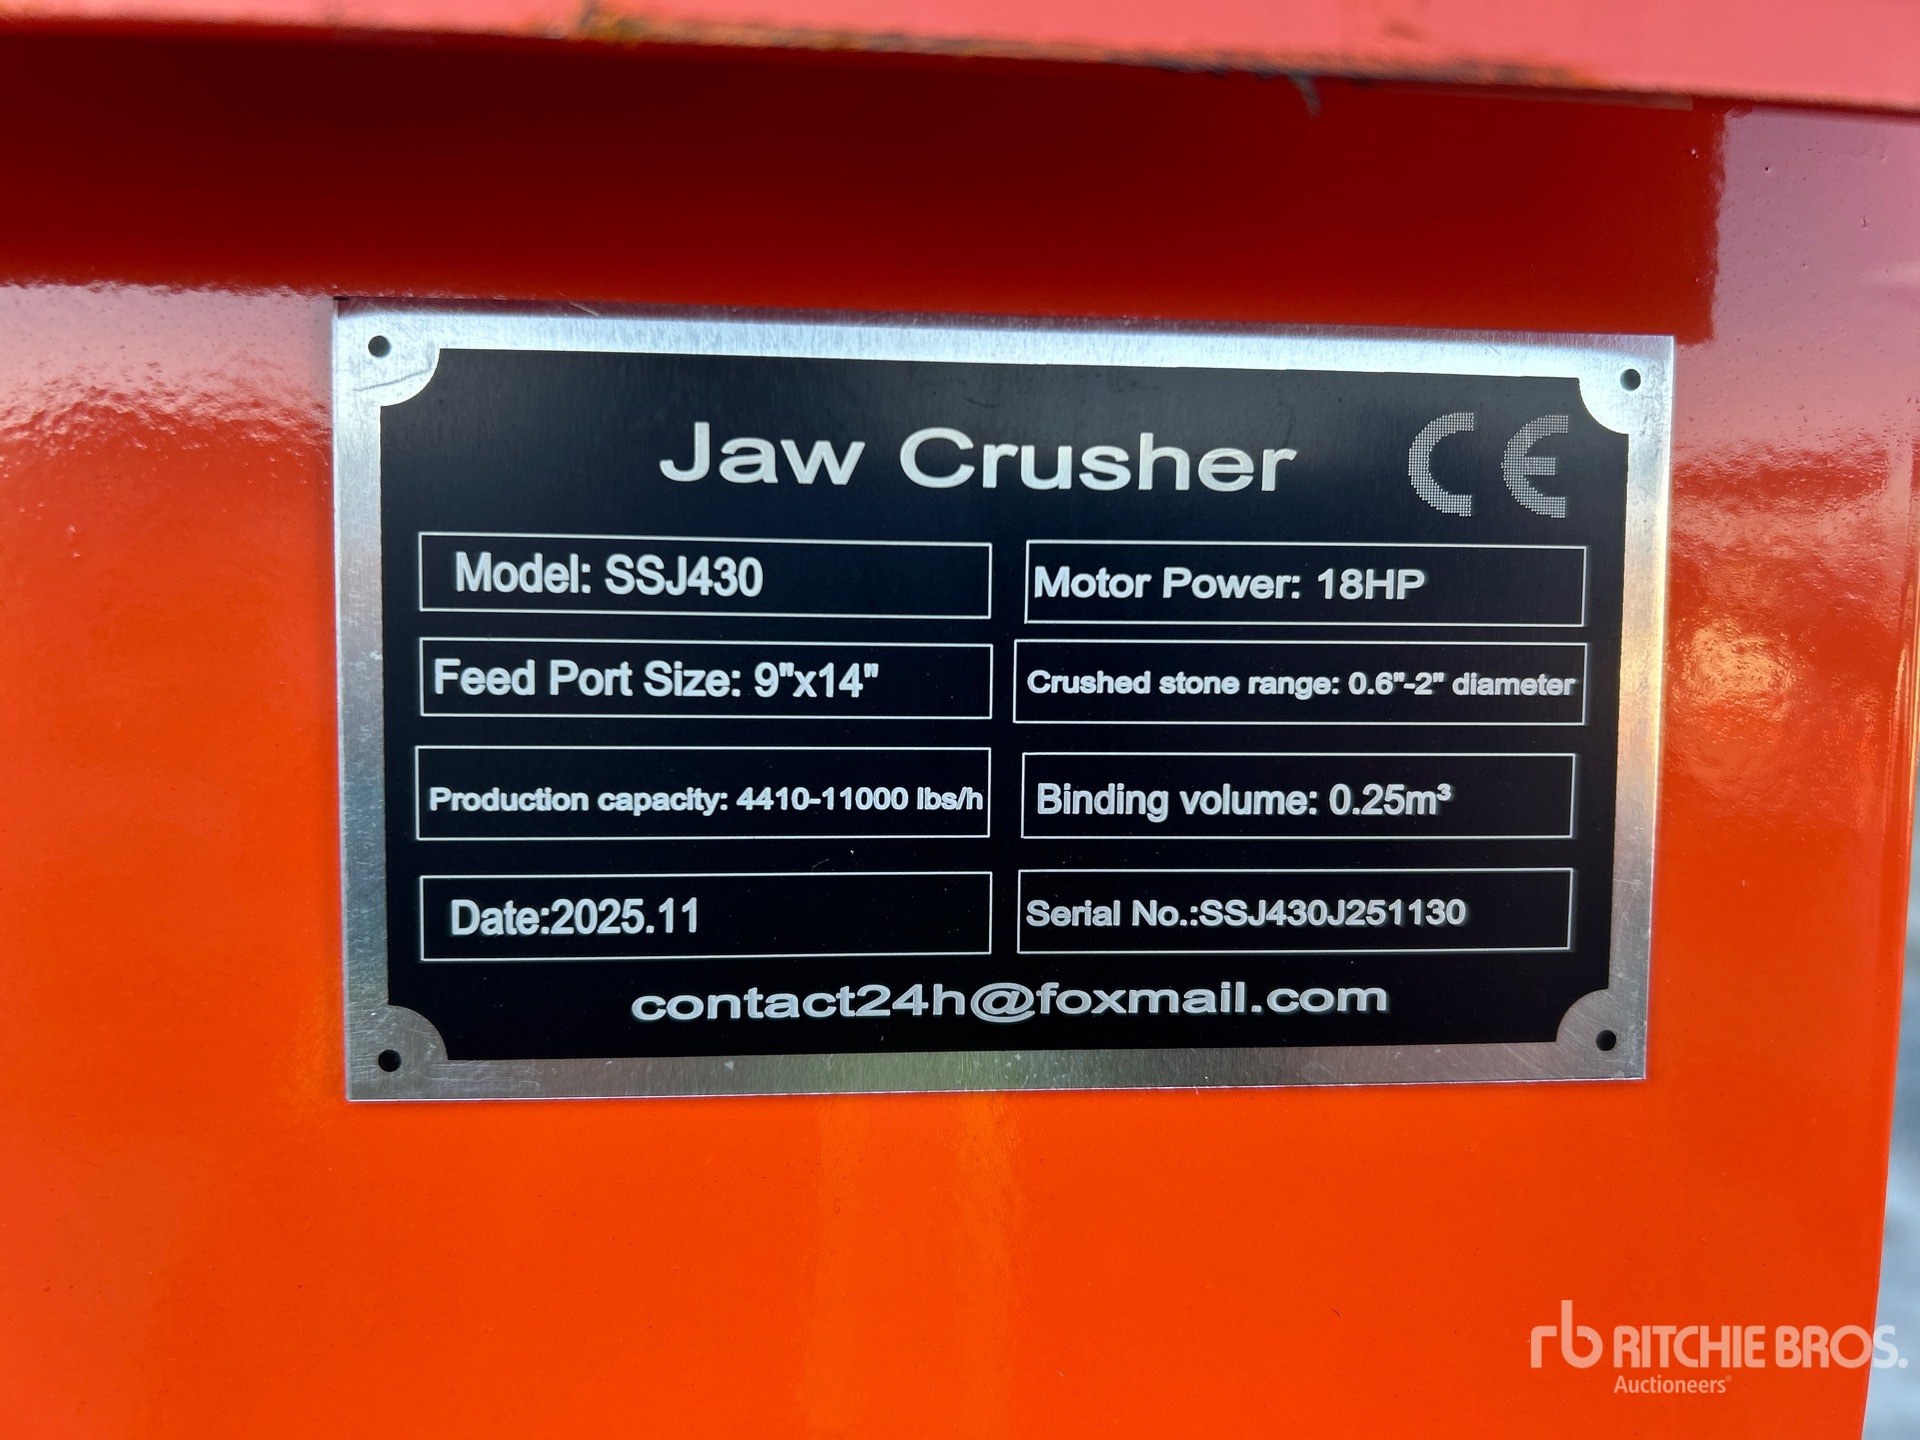 Jaw Crusher CE
Model: SSJ430
Motor Power: 18HP
Feed Port Size: 9"x14"
Crushed stone range: 0.6"-2" diameter
Production capacity: 4410-11000 lbs/h
Binding volume: 0.25m³
Date:2025.11
Serial No.:SSJ430J251130
contact24h@foxmail.com
rb RITCHIE BROS.
Auctioneers®